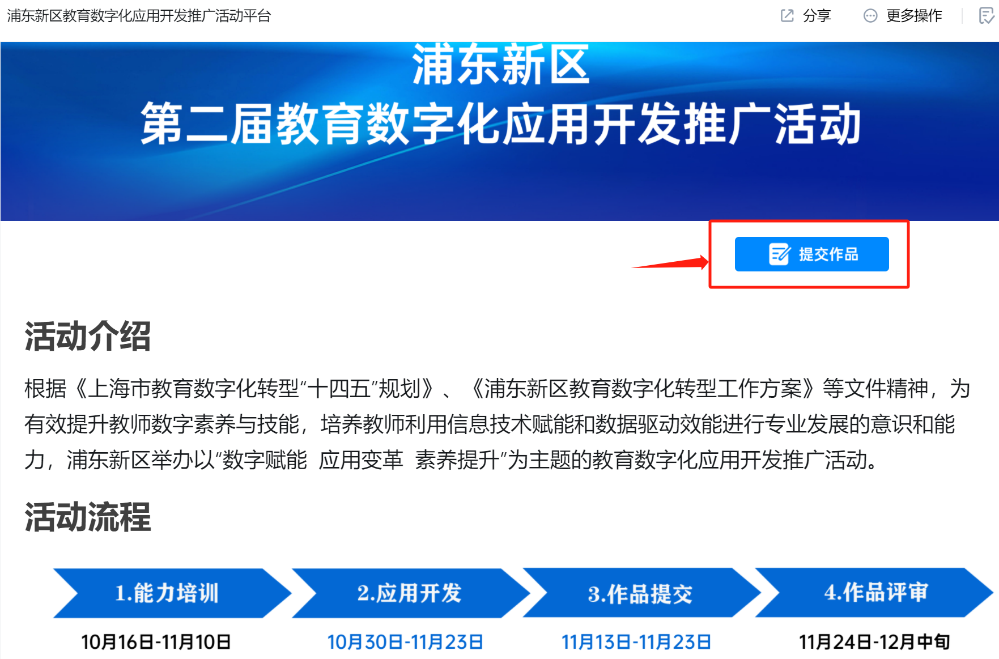 浦东新区教育数字化应用开发推广活动平台
分享
更多操作
浦东新区
第二届教育数字化应用开发推广活动
提交作品
活动介绍
根据《上海市教育数字化转型“十四五”规划》、《浦东新区教育数字化转型工作方案》等文件精神，为
有效提升教师数字素养与技能，培养教师利用信息技术赋能和数据驱动效能进行专业发展的意识和能
力，浦东新区举办以“数字赋能 应用变革 素养提升”为主题的教育数字化应用开发推广活动。
活动流程
1.能力培训
2.应用开发
3.作品提交
4.作品评审
10月16日-11月10日
10月30日-11月23日
11月13日-11月23日
11月24日-12月中旬